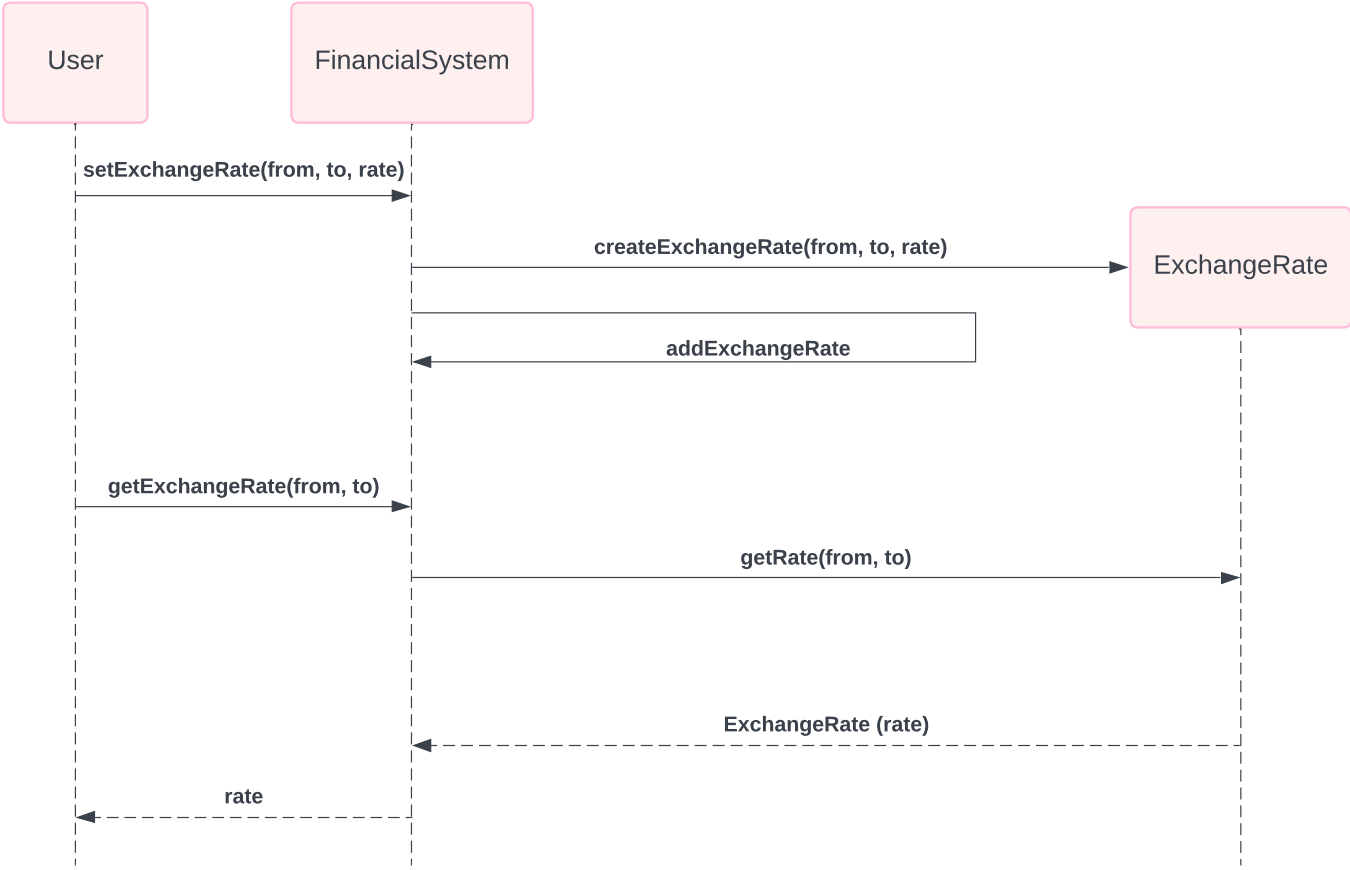 User
FinancialSystem
setExchangeRate(from, to, rate)
createExchangeRate(from, to, rate)
ExchangeRate
addExchangeRate
getExchangeRate(from, to)
getRate(from, to)
ExchangeRate (rate)
rate